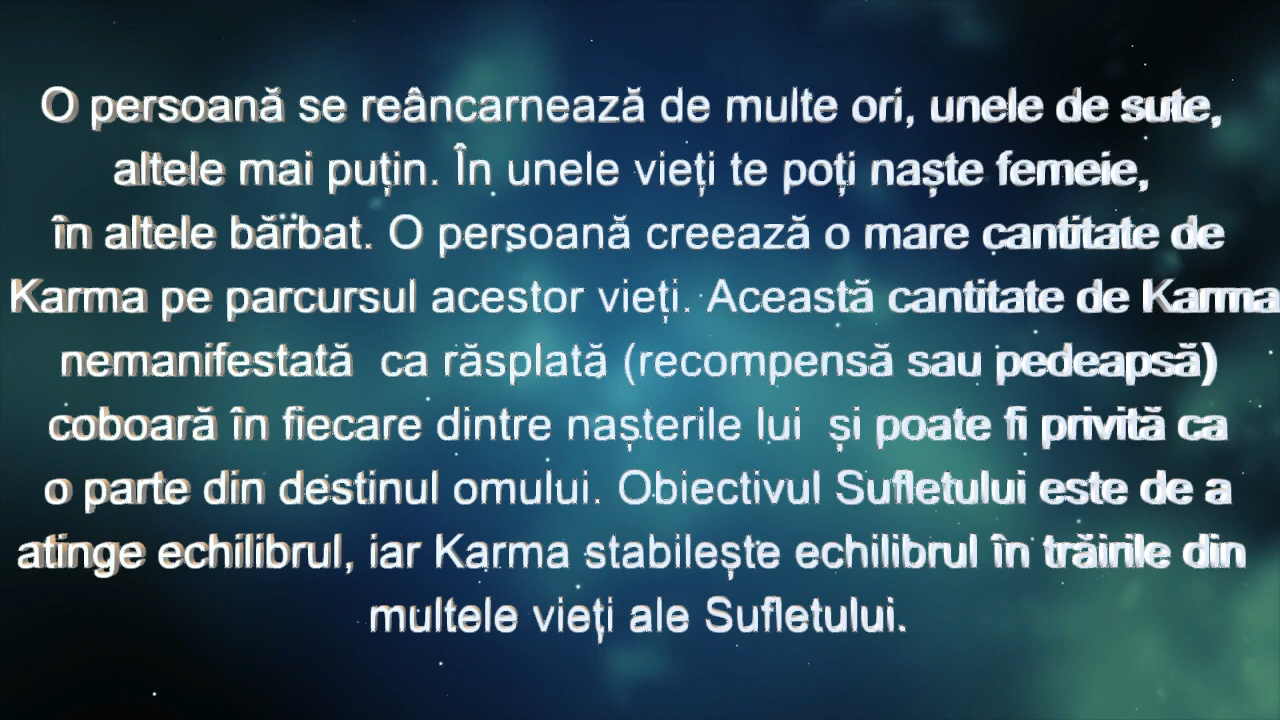 O persoană se reâncarnează de multe ori, unele de sute,
altele mai puțin. În unele vieți te poți naște femeie,
în altele bărbat. O persoană creează o mare cantitate de
Karma pe parcursul acestor vieți. Această cantitate de Karma
nemanifestată  ca răsplată (recompensă sau pedeapsă)
coboară în fiecare dintre nașterile lui  și poate fi privită ca
o parte din destinul omului. Obiectivul Sufletului este de a
atinge echilibrul, iar Karma stabilește echilibrul în trăirile din
multele vieți ale Sufletului.